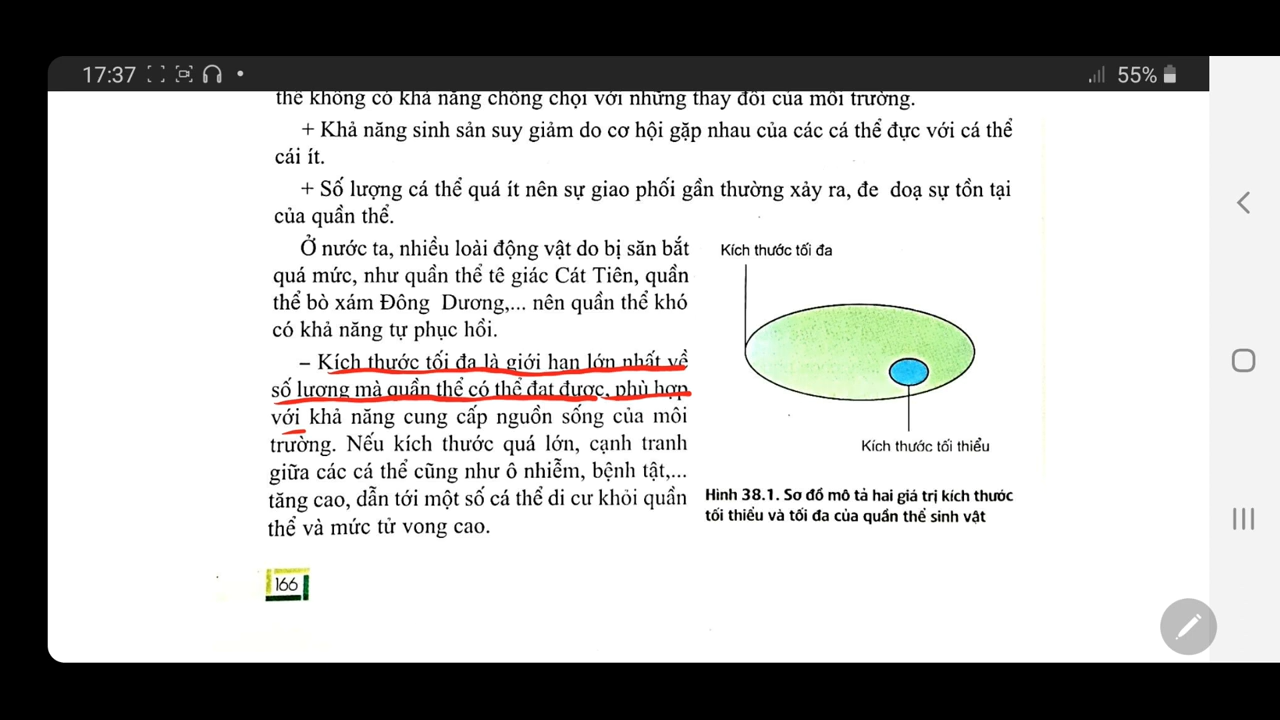 17:37
55%
thể không có khả năng chống chọi với những thay đổi của môi trường.
+ Khả năng sinh sản suy giảm do cơ hội gặp nhau của các cá thể đực với cá thể
cái ít.
+ Số lượng cá thể quá ít nên sự giao phối gần thường xảy ra, đe doạ sự tồn tại
của quần thể.
Ở nước ta, nhiều loài động vật do bị săn bắt
quá mức, như quần thể tê giác Cát Tiên, quần
thể bò xám Đông Dương,... nên quần thể khó
có khả năng tự phục hồi.
– Kích thước tối đa là giới hạn lớn nhất về
số lượng mà quần thể có thể đạt được, phù hợp
với khả năng cung cấp nguồn sống của môi
trường. Nếu kích thước quá lớn, cạnh tranh
giữa các cá thể cũng như ô nhiễm, bệnh tật,...
tăng cao, dẫn tới một số cá thể di cư khỏi quần
thể và mức tử vong cao.
Kích thước tối đa
Kích thước tối thiểu
Hình 38.1. Sơ đồ mô tả hai giá trị kích thước
tối thiểu và tối đa của quần thể sinh vật
166